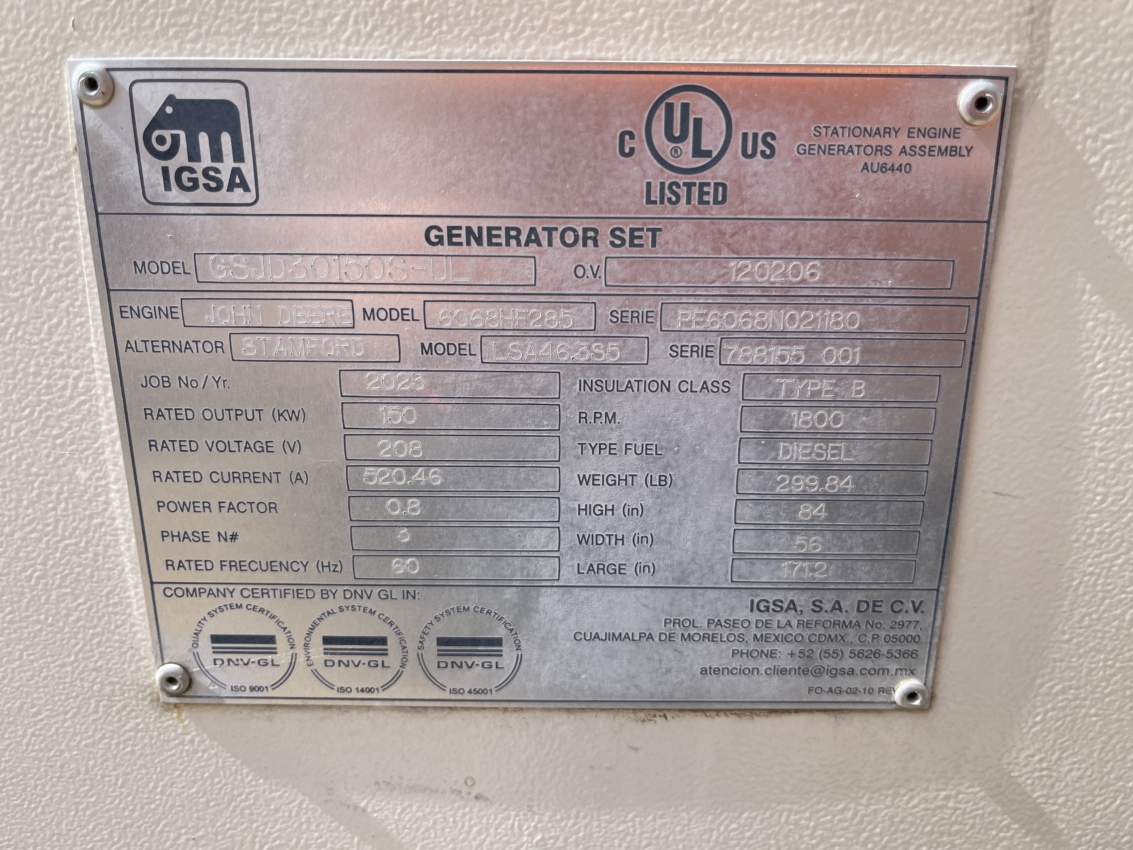 IGSA
C UL ® US
LISTED
STATIONARY ENGINE
GENERATORS ASSEMBLY
AU6440
GENERATOR SET
MODEL GSJD30150S-UL O.V. 120206
ENGINE JOHN DEERE MODEL 6068HF285 SERIE PE6068N021180
ALTERNATOR STAMFORD MODEL LSA46.3S5 SERIE 788155 001
JOB No/Yr. 2023 INSULATION CLASS TYPE B
RATED OUTPUT (KW) 150 R.P.M. 1800
RATED VOLTAGE (V) 208 TYPE FUEL DIESEL
RATED CURRENT (A) 520.46 WEIGHT (LB) 299.84
POWER FACTOR 0.8 HIGH (in) 84
PHASE N# 3 WIDTH (in) 56
RATED FRECUENCY (Hz) 60 LARGE (in) 171.2
COMPANY CERTIFIED BY DNV GL IN:
QUALITY SYSTEM CERTIFICATION
DNV-GL
ISO 9001
ENVIRONMENTAL SYSTEM CERTIFICATION
DNV-GL
ISO 14001
SAFETY SYSTEM CERTIFICATION
DNV-GL
ISO 45001
IGSA, S.A. DE C.V.
PROL. PASEO DE LA REFORMA No. 2977,
CUAJIMALPA DE MORELOS, MEXICO CDMX., C.P. 05000
PHONE: +52 (55) 5626-5366
atencion.cliente@igsa.com.mx
FO-AG-02-10